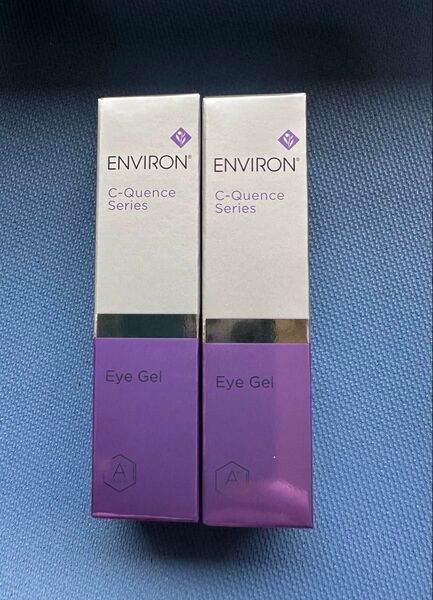 ENVIRON®
C-Quence
Series
Eye Gel
A
ENVIRON®
C-Quence
Series
Eye Gel
A